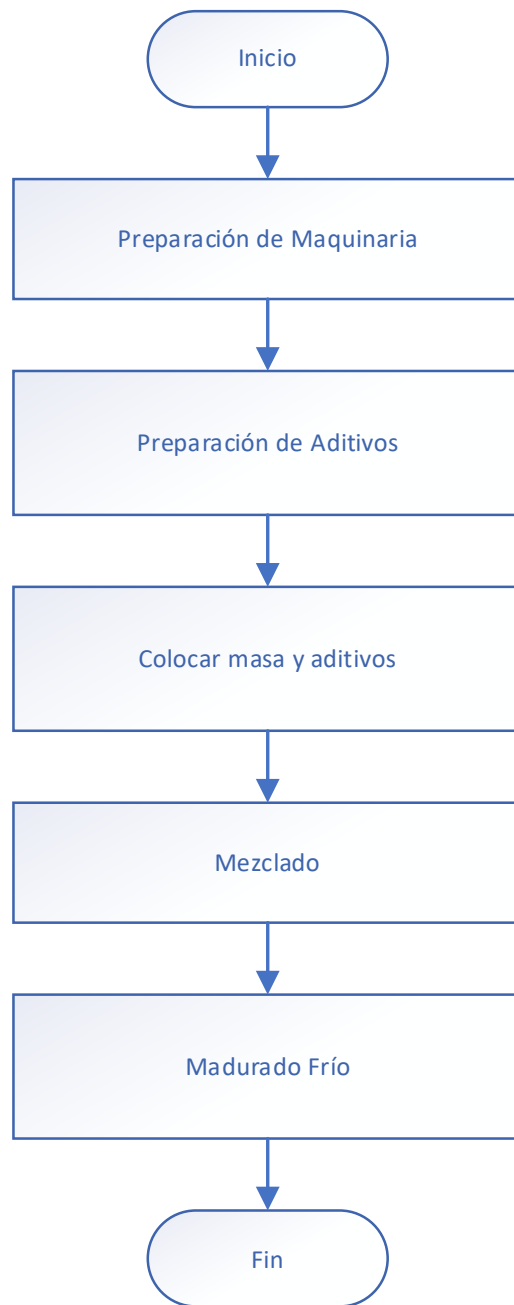 Inicio
Preparación de Maquinaria
Preparación de Aditivos
Colocar masa y aditivos
Mezclado
Madurado Frío
Fin